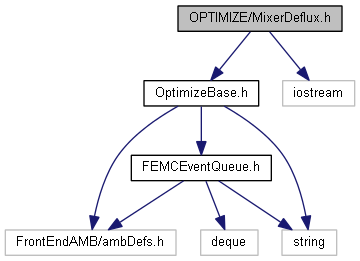 OPTIMIZE/MixerDeflux.h
OptimizeBase.h
iostream
FEMCEventQueue.h
FrontEndAMB/ambDefs.h
deque
string